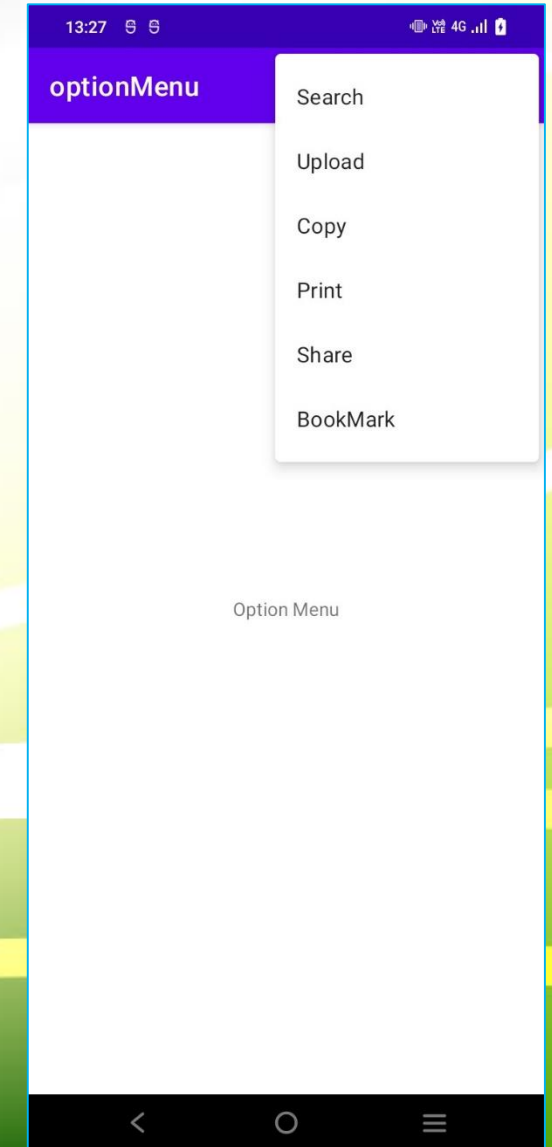 13:27 4G
optionMenu
Search
Upload
Copy
Print
Share
BookMark
Option Menu